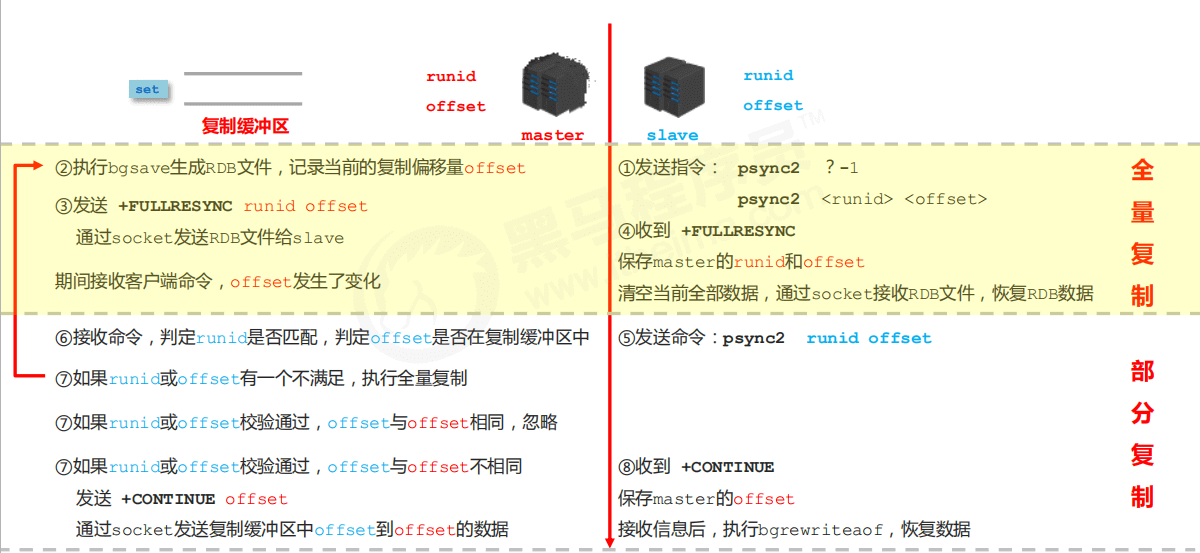 set
复制缓冲区
runid
offset
master
runid
offset
slave
②执行bgsave生成RDB文件，记录当前的复制偏移量offset
③发送 +FULLRESYNC runid offset
通过socket发送RDB文件给slave
期间接收客户端命令，offset发生了变化
①发送指令： psync2 ？-1
psync2 <runid> <offset>
④收到 +FULLRESYNC
保存master的runid和offset
清空当前全部数据，通过socket接收RDB文件，恢复RDB数据
全
量
复
制
⑥接收命令，判定runid是否匹配，判定offset是否在复制缓冲区中
⑦如果runid或offset有一个不满足，执行全量复制
⑦如果runid或offset校验通过，offset与offset相同，忽略
⑦如果runid或offset校验通过，offset与offset不相同
发送 +CONTINUE offset
通过socket发送复制缓冲区中offset到offset的数据
⑤发送命令：psync2 runid offset
⑧收到 +CONTINUE
保存master的offset
接收信息后，执行bgrewriteaof，恢复数据
部
分
复
制
黑马程序员™